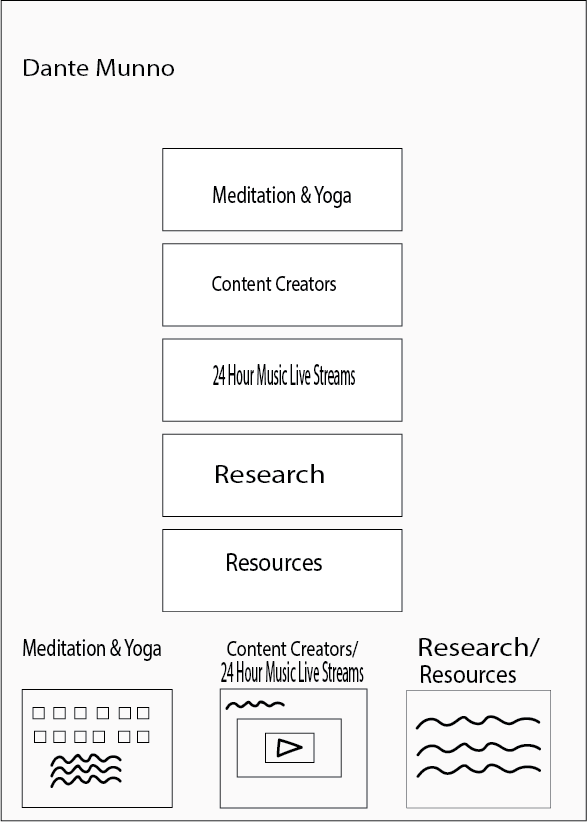 Dante Munno
Meditation & Yoga
Content Creators
24 Hour Music Live Streams
Research
Resources
Meditation & Yoga
Content Creators/
24 Hour Music Live Streams
Research/
Resources